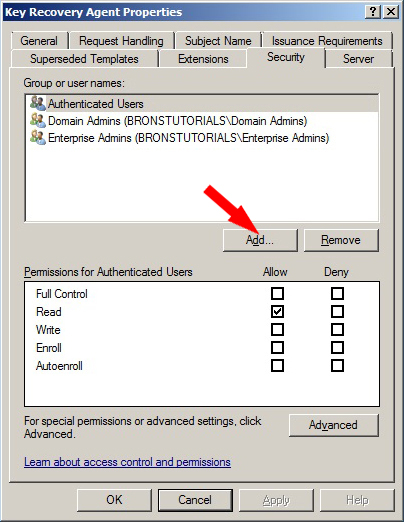 Key Recovery Agent Properties
General Request Handling Subject Name Issuance Requirements
Superseded Templates Extensions Security Server
Group or user names:
Authenticated Users
Domain Admins (BRONSTUTORIALS\Domain Admins)
Enterprise Admins (BRONSTUTORIALS\Enterprise Admins)
Add... Remove
Permissions for Authenticated Users Allow Deny
Full Control
Read
Write
Enroll
Autoenroll
For special permissions or advanced settings, click
Advanced.
Advanced
Learn about access control and permissions
OK Cancel Apply Help